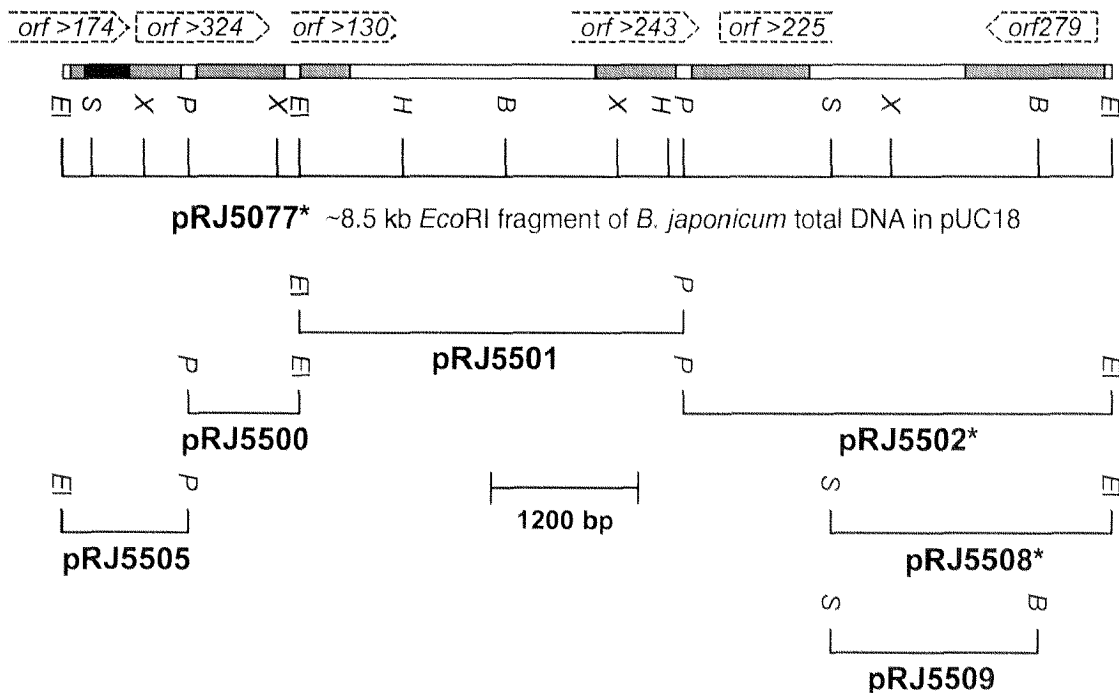 orf >174 orf >324 orf >130 orf >243 orf >225 orf279
EI S X P X EI H B X H P S X B EI
pRJ5077* ~8.5 kb EcoRI fragment of B. japonicum total DNA in pUC18
EI P
pRJ5501
P EI P EI
pRJ5500 pRJ5502*
EI P S EI
1200 bp
pRJ5505 pRJ5508*
S B
pRJ5509